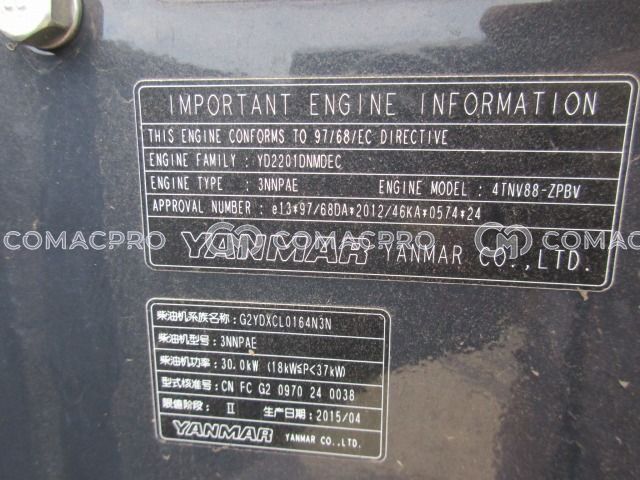 IMPORTANT ENGINE INFORMATION
THIS ENGINE CONFORMS TO 97/68/EC DIRECTIVE
ENGINE FAMILY : YD2201DNMDEC
ENGINE TYPE : 3NNPAE ENGINE MODEL : 4TNV88-ZPBV
APPROVAL NUMBER : e13*97/68DA*2012/46KA*0574*24
COMACPRO COMACPRO COMACPRO
YANMAR YANMAR CO.,LTD.
柴油机系族名称:G2YDXCL0164N3N
柴油机型号:3NNPAE
柴油机功率:30.0kW (18kW≤P<37kW)
型式核准号:CN FC G2 0970 24 0038
限值阶段: Ⅱ 生产日期:2015/04
YANMAR YANMAR CO.,LTD.